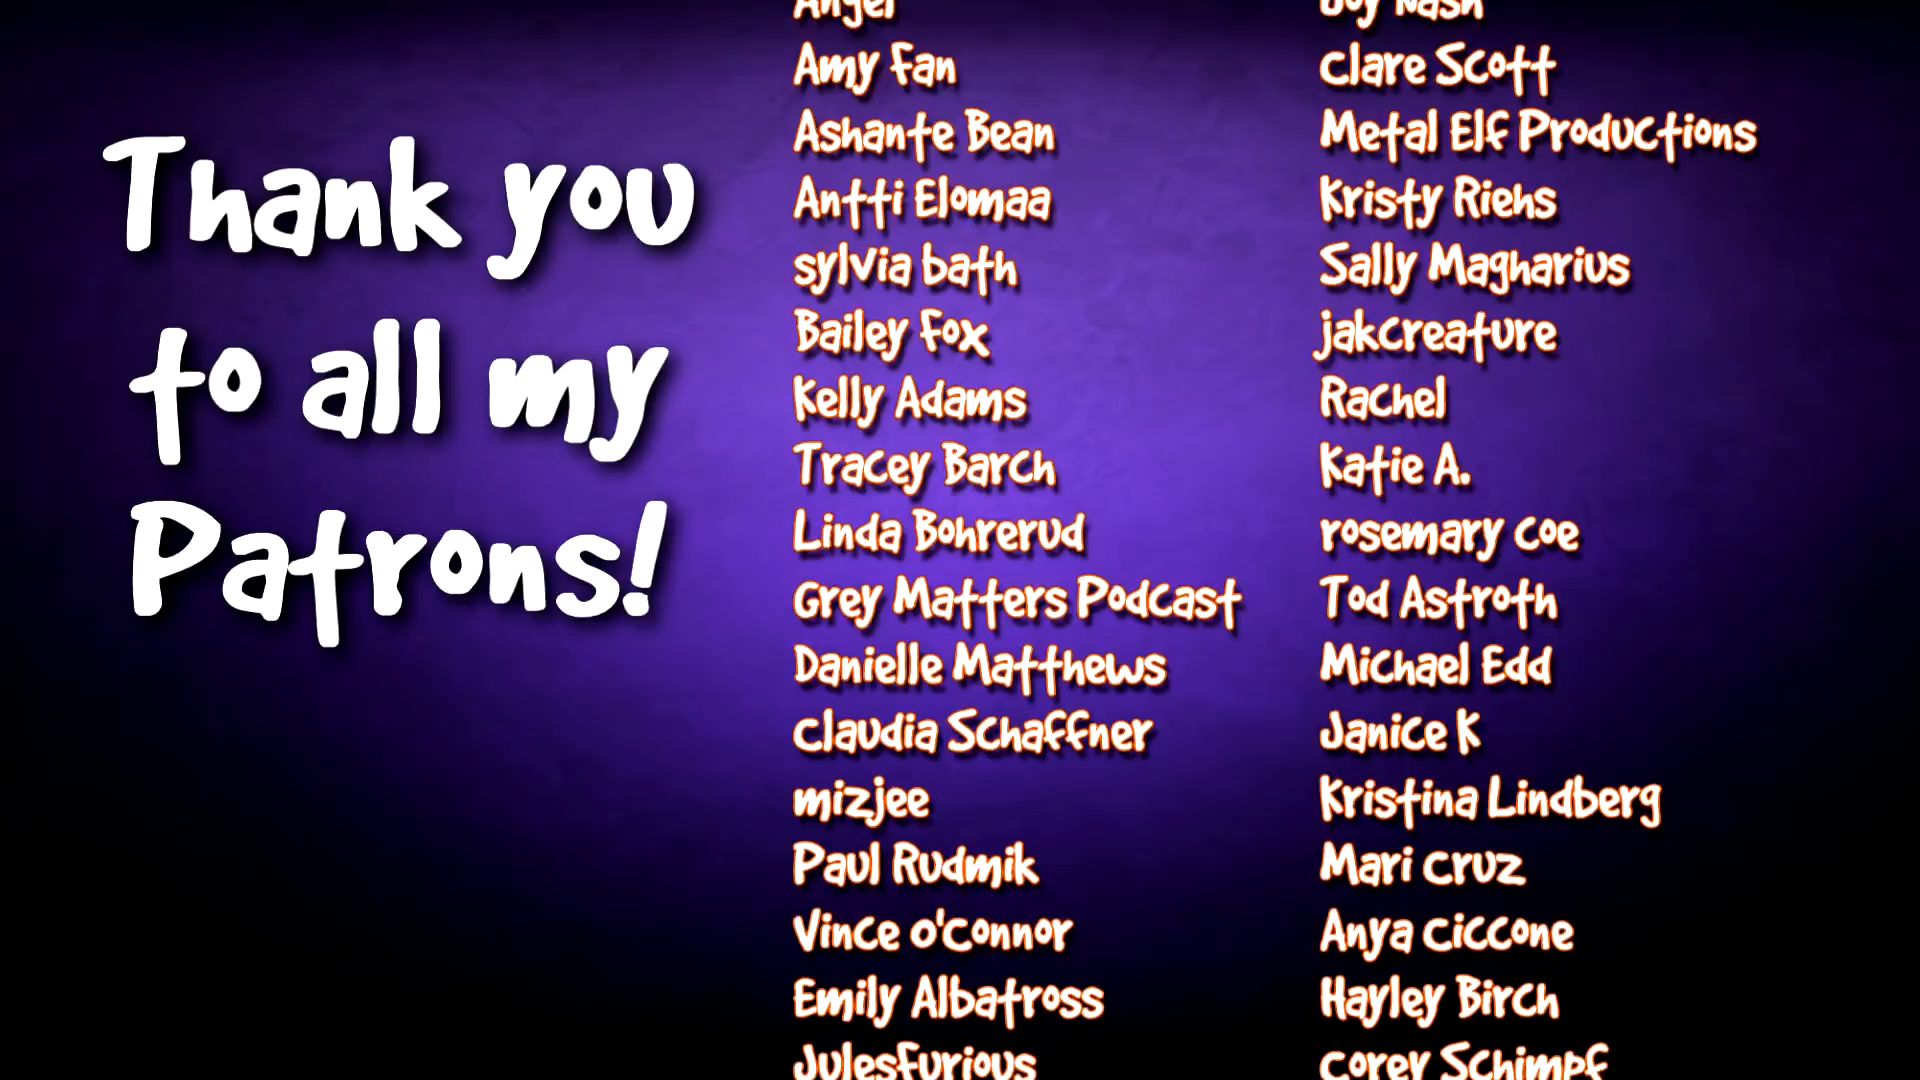 Thank you
to all my
Patrons!
Angel
Amy Fan
Ashante Bean
Antti Elomaa
sylvia bath
Bailey Fox
Kelly Adams
Tracey Barch
Linda Bohrerud
Grey Matters Podcast
Danielle Matthews
Claudia Schaffner
mizjee
Paul Rudmik
Vince O'Connor
Emily Albatross
JulesFurious
Nash
Clare Scott
Metal Elf Productions
Kristy Riehs
Sally Magharius
jakcreature
Rachel
Katie A.
rosemary coe
Tod Astroth
Michael Edd
Janice K
Kristina Lindberg
Mari Cruz
Anya Ciccone
Hayley Birch
Corey Schimpf